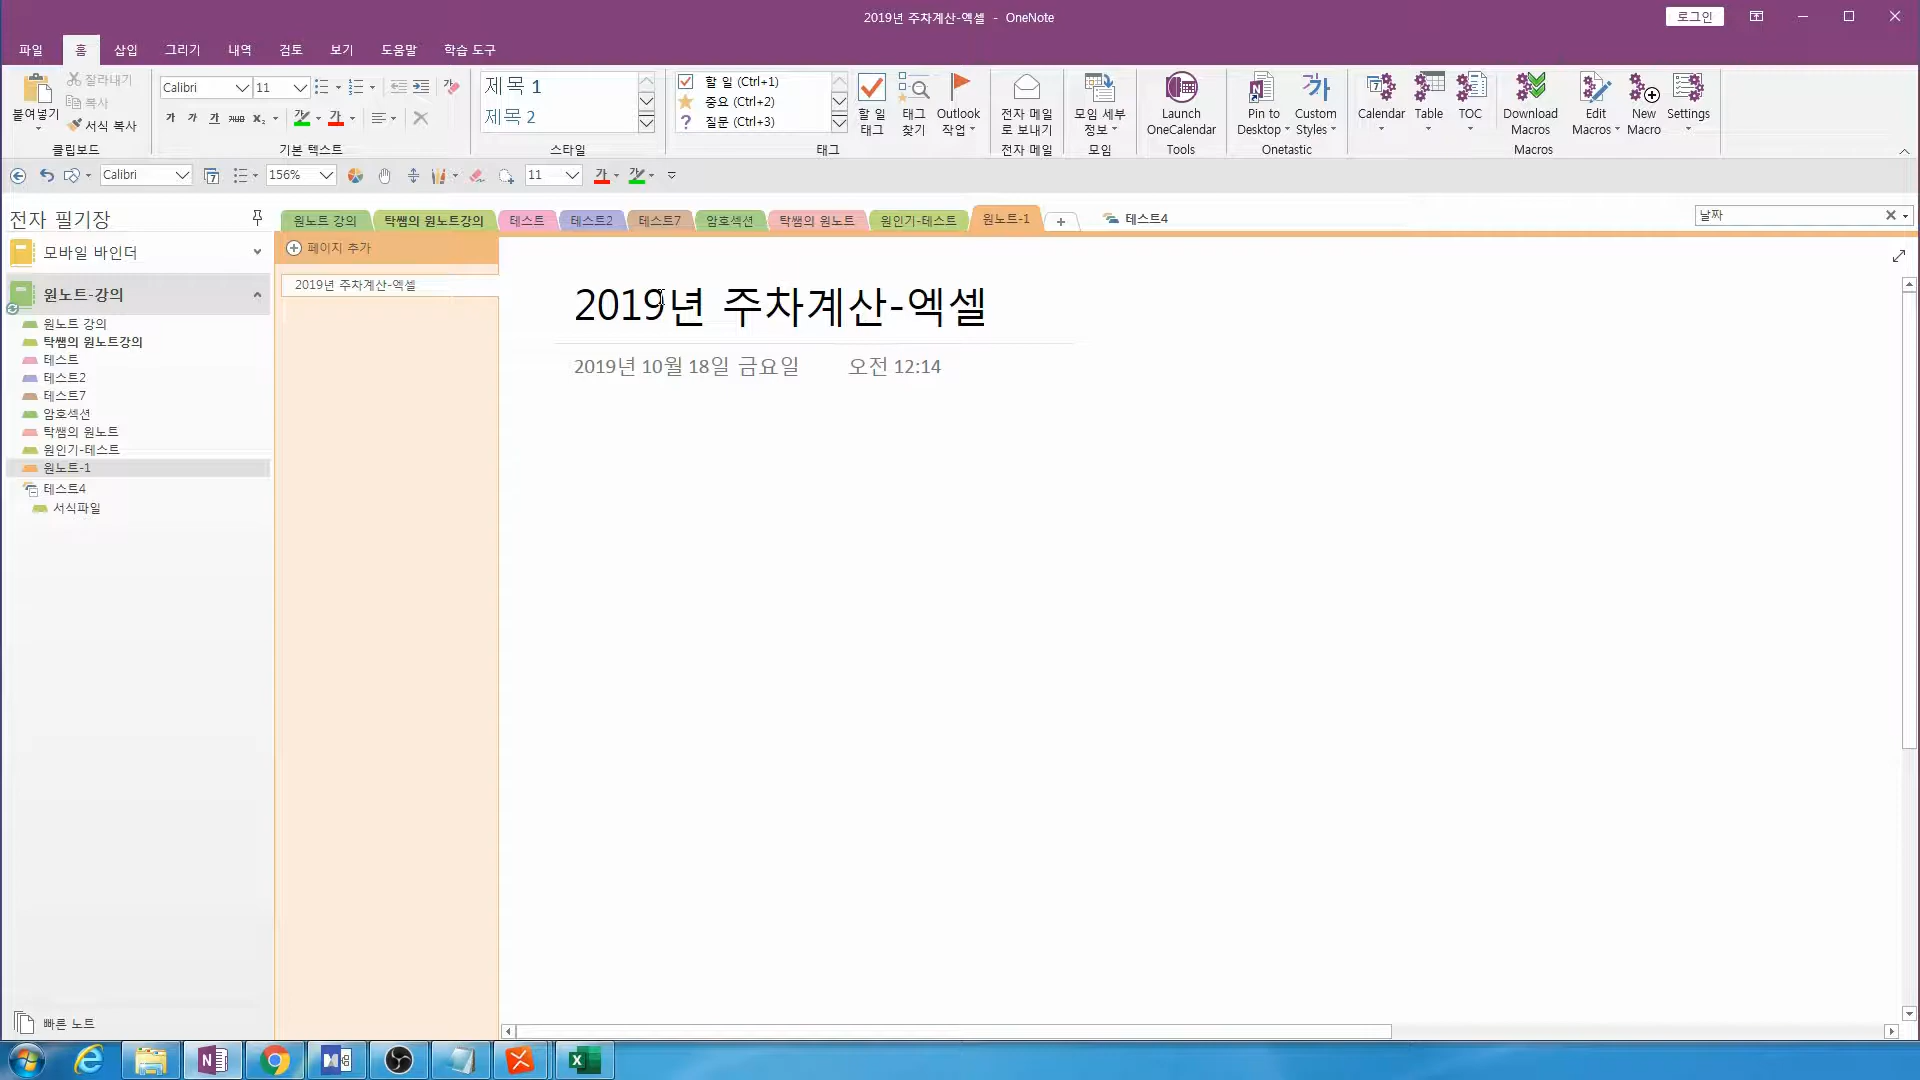 2019년 주차계산-엑셀 - OneNote
로그인
파일 홈 삽입 그리기 내역 검토 보기 도움말 학습 도구
붙여넣기
잘라내기
복사
서식 복사
클립보드
Calibri 11
가 가 가 가나다 x₂ 가
기본 텍스트
제목 1
제목 2
스타일
할 일 (Ctrl+1)
중요 (Ctrl+2)
질문 (Ctrl+3)
할 일
태그
태그
찾기
Outlook
작업
태그
전자 메일
로 보내기
전자 메일
모임 세부
정보
모임
Launch
OneCalendar
Tools
Pin to
Desktop
Custom
Styles
Onetastic
Calendar
Table
TOC
Download
Macros
Edit
Macros
New
Macro
Settings
Macros
Calibri 156% 11 가
전자 필기장
원노트 강의 탁쌤의 원노트강의 테스트 테스트2 테스트7 암호섹션 탁쌤의 원노트 원인기-테스트 원노트-1 테스트4
날짜
모바일 바인더
원노트-강의
원노트 강의
탁쌤의 원노트강의
테스트
테스트2
테스트7
암호섹션
탁쌤의 원노트
원인기-테스트
원노트-1
테스트4
서식파일
빠른 노트
페이지 추가
2019년 주차계산-엑셀
2019년 주차계산-엑셀
2019년 10월 18일 금요일 오전 12:14